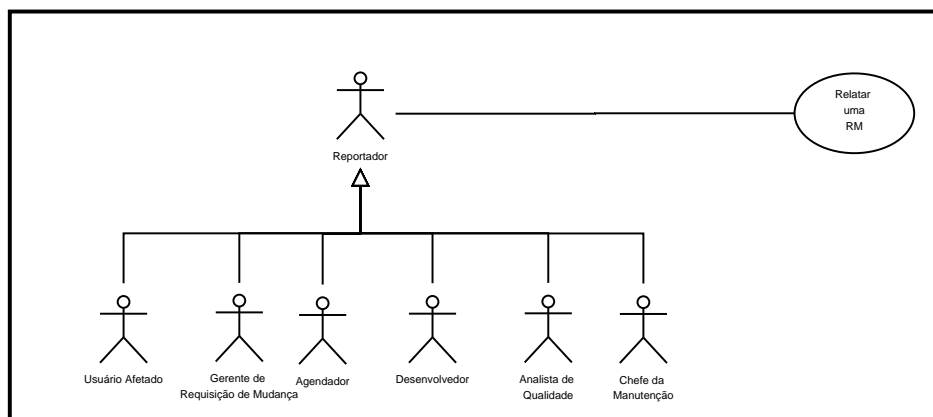 Relatar
uma
RM
Reportador
Usuário Afetado
Gerente de
Requisição de Mudança
Agendador
Desenvolvedor
Analista de
Qualidade
Chefe da
Manutenção